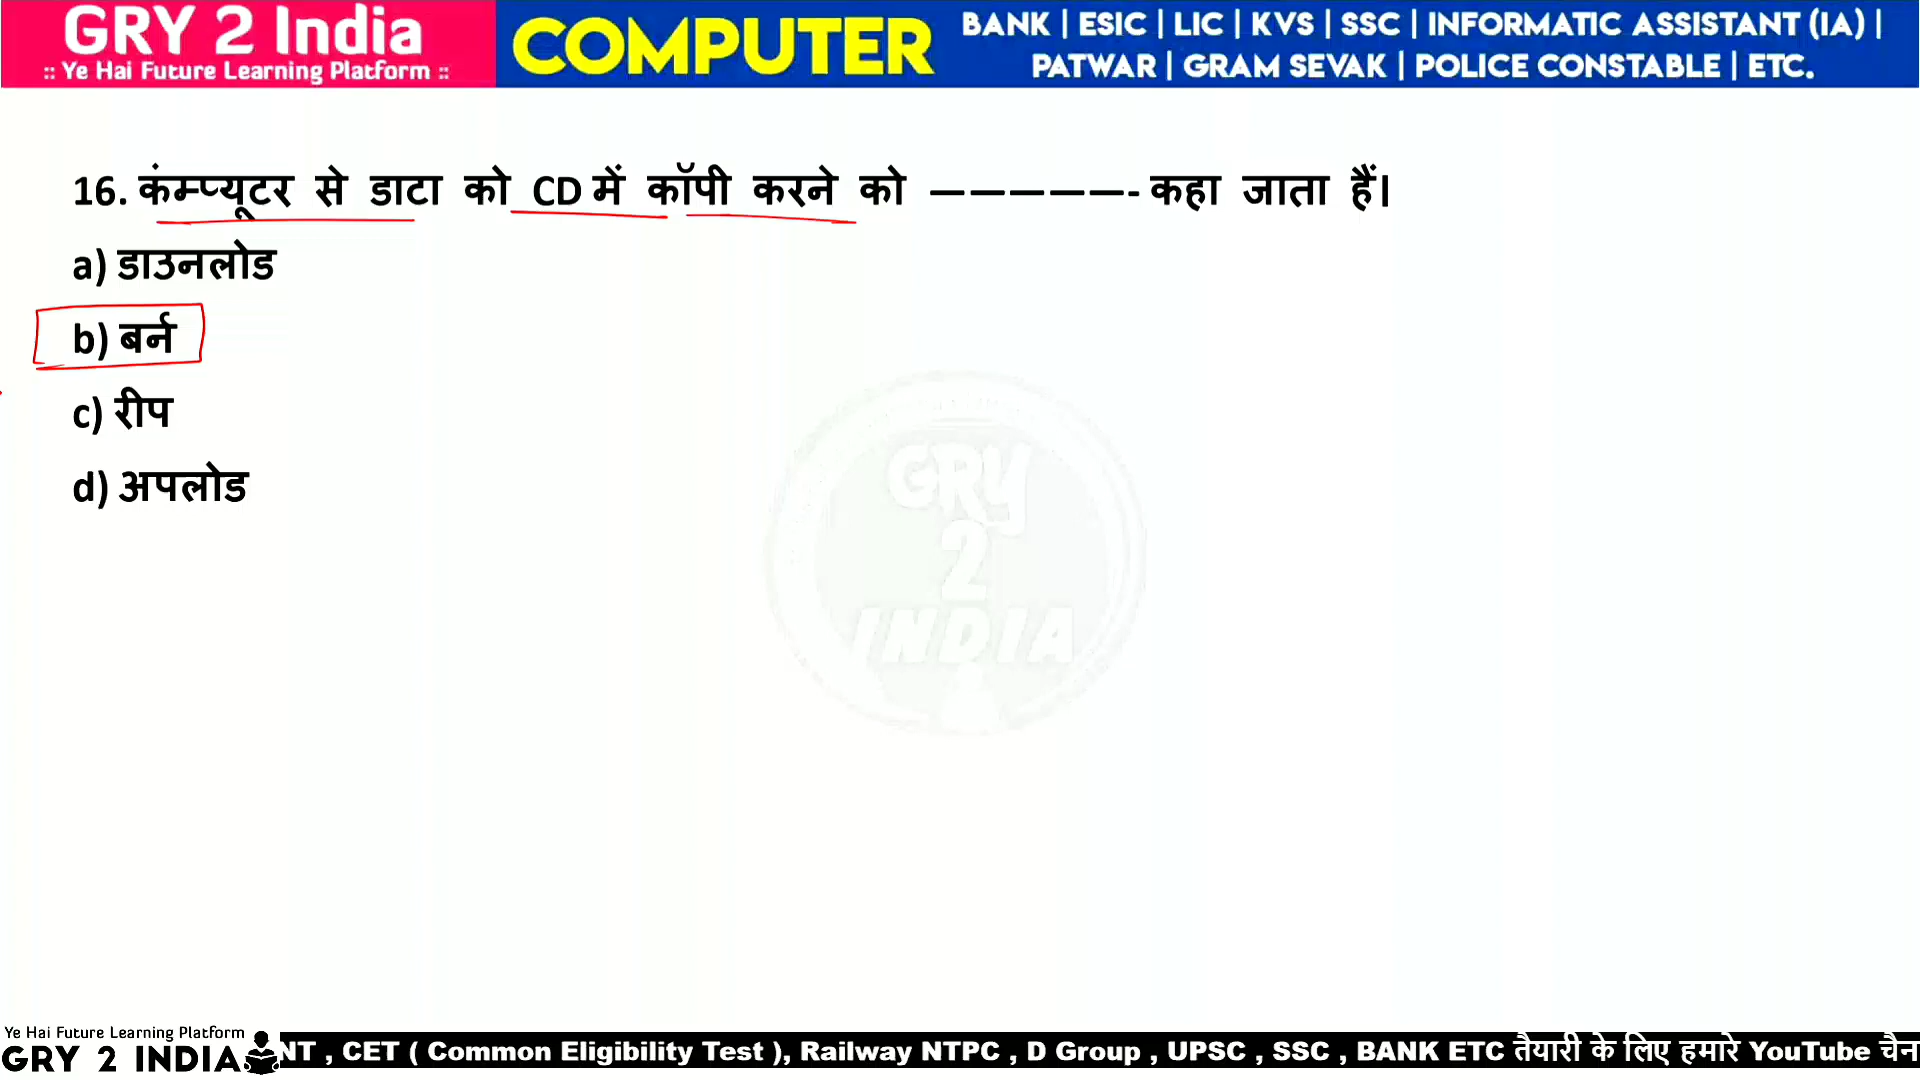 GRY 2 India
:: Ye Hai Future Learning Platform ::
COMPUTER
BANK | ESIC | LIC | KVS | SSC | INFORMATIC ASSISTANT (IA) |
PATWAR | GRAM SEVAK | POLICE CONSTABLE | ETC.
16. कंम्प्यूटर से डाटा को CD में कॉपी करने को —————- कहा जाता हैं।
a) डाउनलोड
b) बर्न
c) रीप
d) अपलोड
GRY
2
INDIA
Ye Hai Future Learning Platform
GRY 2 INDIA
NT , CET ( Common Eligibility Test ), Railway NTPC , D Group , UPSC , SSC , BANK ETC तैयारी के लिए हमारे YouTube चैन